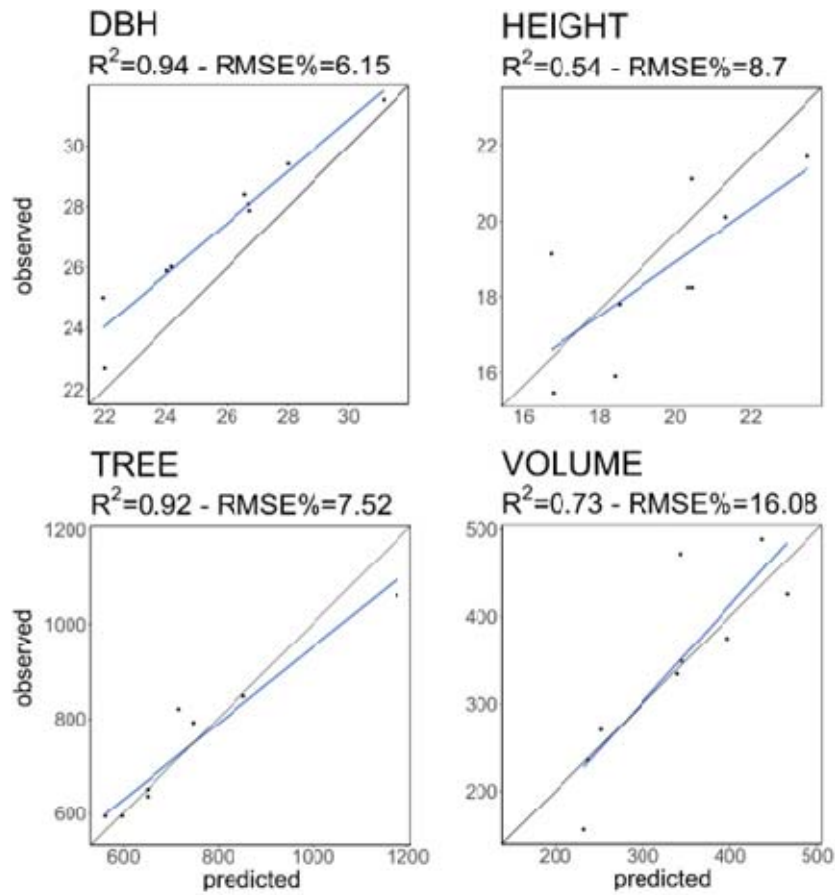 DBH
R²=0.94 - RMSE%=6.15
30
28
26
24
22
observed
22 24 26 28 30
HEIGHT
R²=0.54 - RMSE%=8.7
22
20
18
16
16 18 20 22
TREE
R²=0.92 - RMSE%=7.52
1200
1000
800
600
observed
600 800 1000 1200
predicted
VOLUME
R²=0.73 - RMSE%=16.08
500
400
300
200
200 300 400 500
predicted